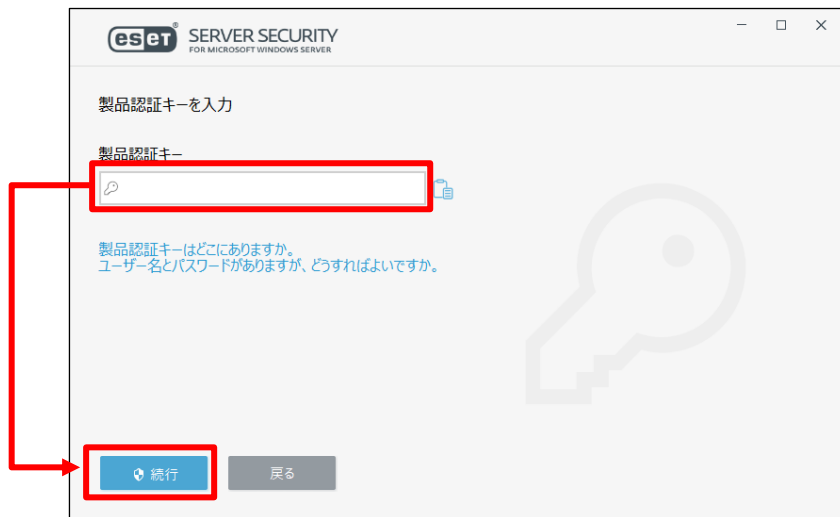 eset® SERVER SECURITY
FOR MICROSOFT WINDOWS SERVER
製品認証キーを入力
製品認証キー
製品認証キーはどこにありますか。
ユーザー名とパスワードがありますが、どうすればよいですか。
続行
戻る